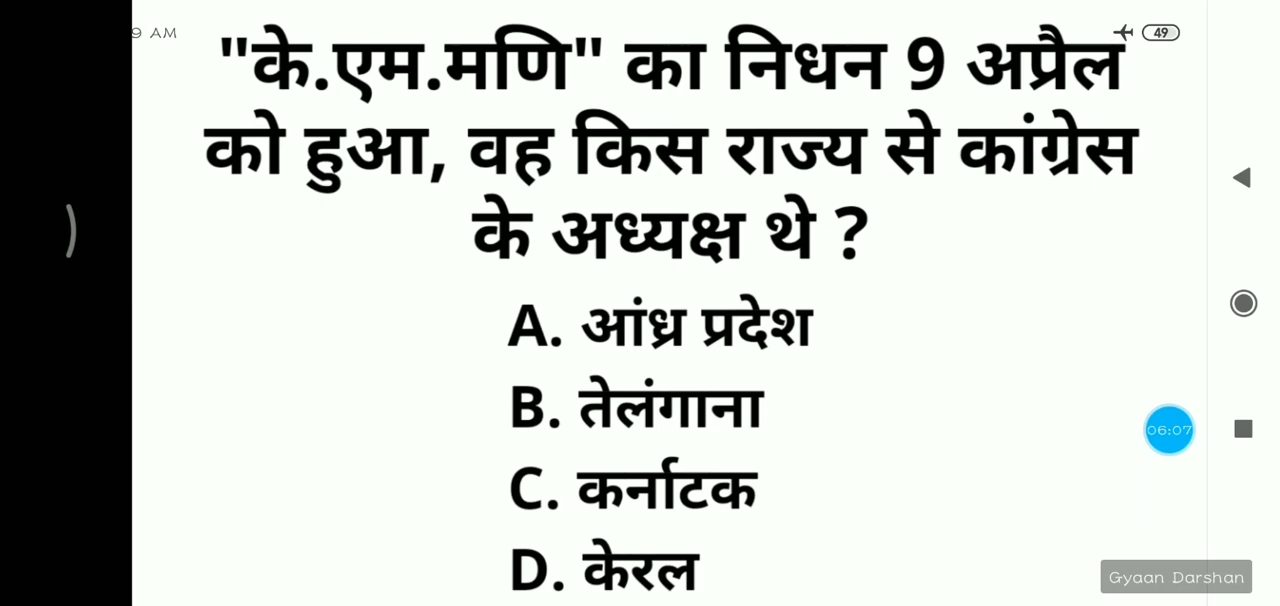 9 AM
49
"के.एम.मणि" का निधन 9 अप्रैल
को हुआ, वह किस राज्य से कांग्रेस
के अध्यक्ष थे ?
A. आंध्र प्रदेश
B. तेलंगाना
C. कर्नाटक
D. केरल
06:07
Gyaan Darshan